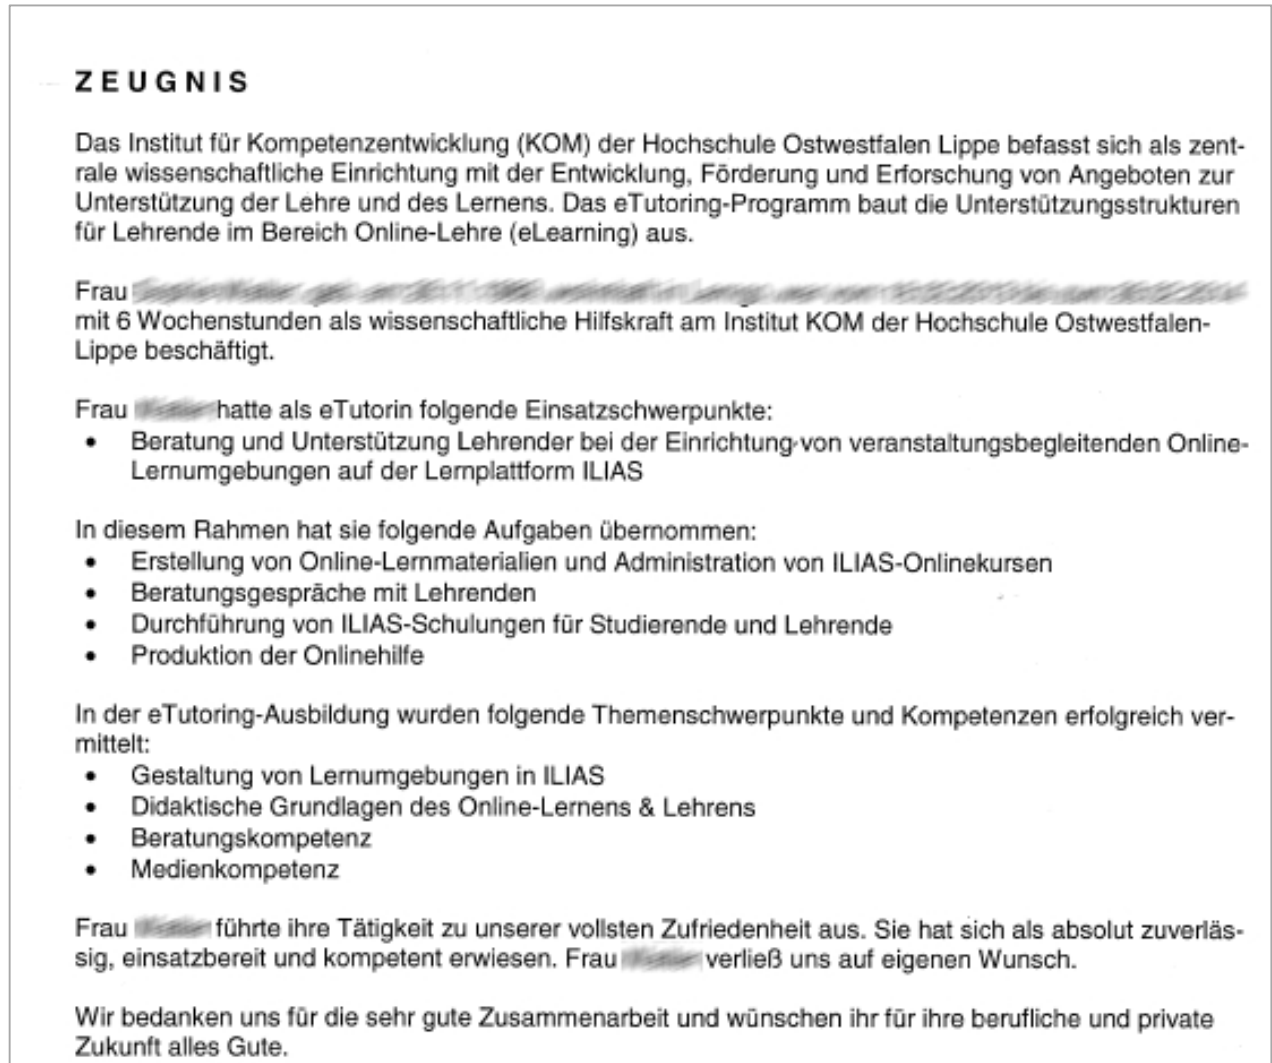 ZEUGNIS
Das Institut für Kompetenzentwicklung (KOM) der Hochschule Ostwestfalen Lippe befasst sich als zent-
rale wissenschaftliche Einrichtung mit der Entwicklung, Förderung und Erforschung von Angeboten zur
Unterstützung der Lehre und des Lernens. Das eTutoring-Programm baut die Unterstützungsstrukturen
für Lehrende im Bereich Online-Lehre (eLearning) aus.
Frau
mit 6 Wochenstunden als wissenschaftliche Hilfskraft am Institut KOM der Hochschule Ostwestfalen-
Lippe beschäftigt.
Frau hatte als eTutorin folgende Einsatzschwerpunkte:
• Beratung und Unterstützung Lehrender bei der Einrichtung von veranstaltungsbegleitenden Online-
Lernumgebungen auf der Lernplattform ILIAS
In diesem Rahmen hat sie folgende Aufgaben übernommen:
• Erstellung von Online-Lernmaterialien und Administration von ILIAS-Onlinekursen
• Beratungsgespräche mit Lehrenden
• Durchführung von ILIAS-Schulungen für Studierende und Lehrende
• Produktion der Onlinehilfe
In der eTutoring-Ausbildung wurden folgende Themenschwerpunkte und Kompetenzen erfolgreich ver-
mittelt:
• Gestaltung von Lernumgebungen in ILIAS
• Didaktische Grundlagen des Online-Lernens & Lehrens
• Beratungskompetenz
• Medienkompetenz
Frau führte ihre Tätigkeit zu unserer vollsten Zufriedenheit aus. Sie hat sich als absolut zuverläs-
sig, einsatzbereit und kompetent erwiesen. Frau verließ uns auf eigenen Wunsch.
Wir bedanken uns für die sehr gute Zusammenarbeit und wünschen ihr für ihre berufliche und private
Zukunft alles Gute.